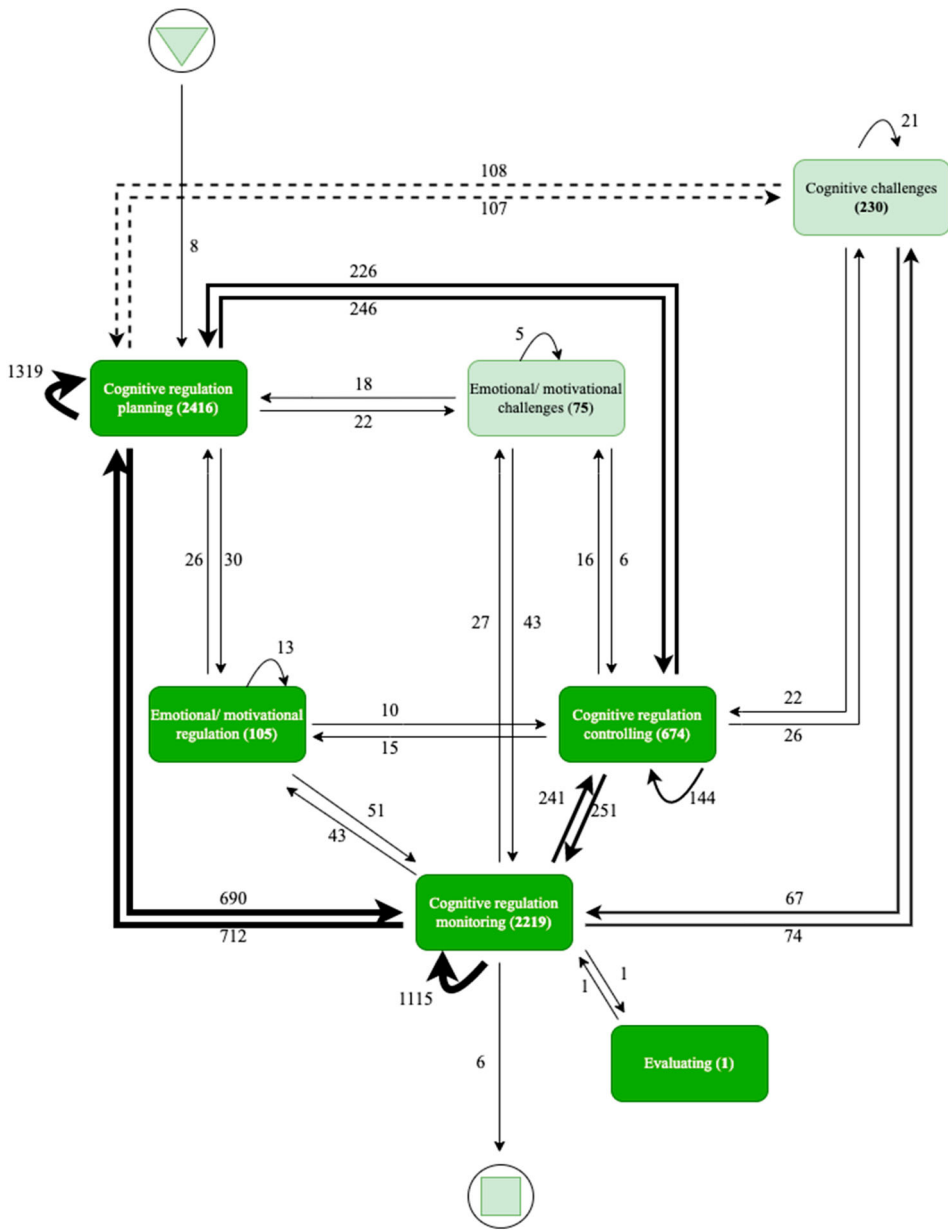 21
108
Cognitive challenges
(230)
107
8
226
246
5
1319
Cognitive regulation
planning (2416)
18
22
Emotional/ motivational
challenges (75)
26
30
27
43
16
6
13
Emotional/ motivational
regulation (105)
10
15
Cognitive regulation
controlling (674)
22
26
144
241
251
51
43
Cognitive regulation
monitoring (2219)
690
712
67
74
1115
1
1
6
Evaluating (1)